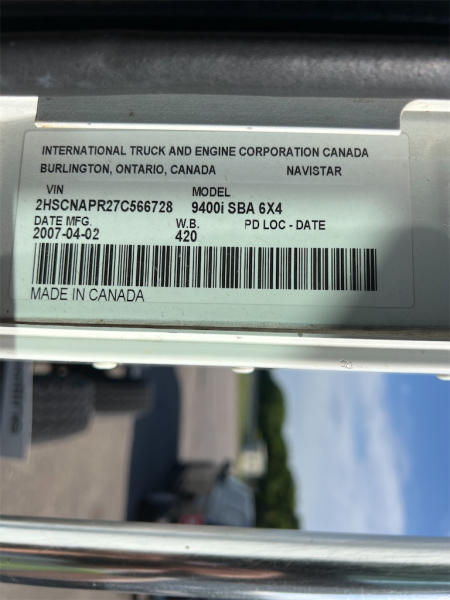 INTERNATIONAL TRUCK AND ENGINE CORPORATION CANADA
BURLINGTON, ONTARIO, CANADA NAVISTAR
VIN MODEL
2HSCNAPR27C566728 9400i SBA 6X4
DATE MFG. W.B. PD LOC - DATE
2007-04-02 420
MADE IN CANADA